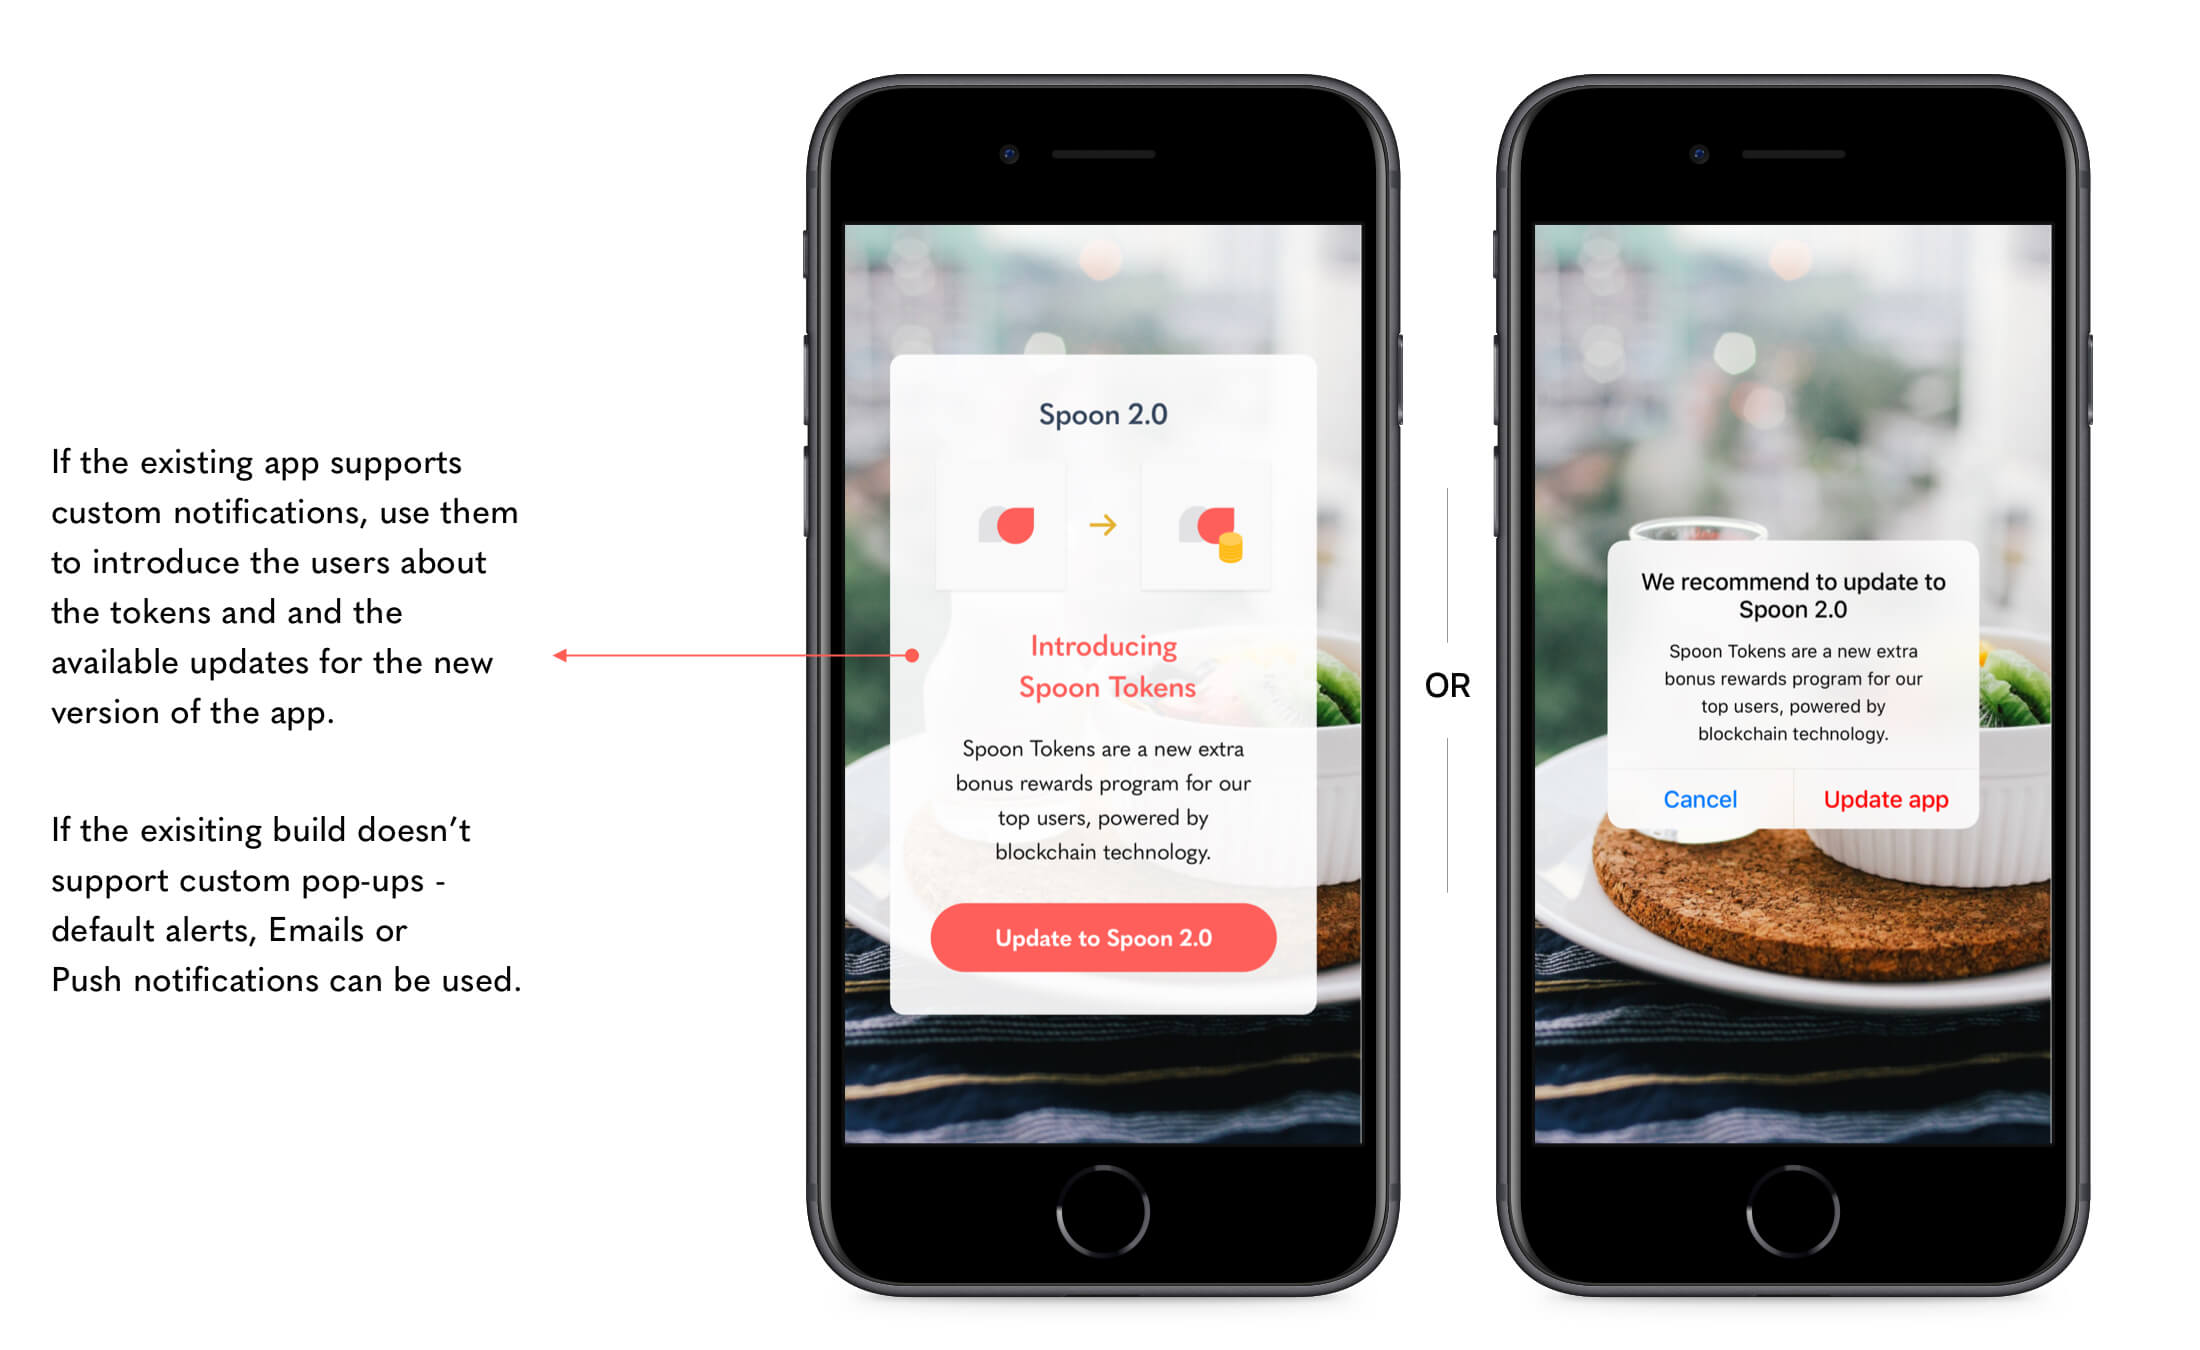 If the existing app supports
custom notifications, use them
to introduce the users about
the tokens and and the
available updates for the new
version of the app.
If the exisiting build doesn't
support custom pop-ups -
default alerts, Emails or
Push notifications can be used.
Spoon 2.0
Introducing
Spoon Tokens
Spoon Tokens are a new extra
bonus rewards program for our
top users, powered by
blockchain technology.
Update to Spoon 2.0
OR
We recommend to update to
Spoon 2.0
Spoon Tokens are a new extra
bonus rewards program for our
top users, powered by
blockchain technology.
Cancel
Update app